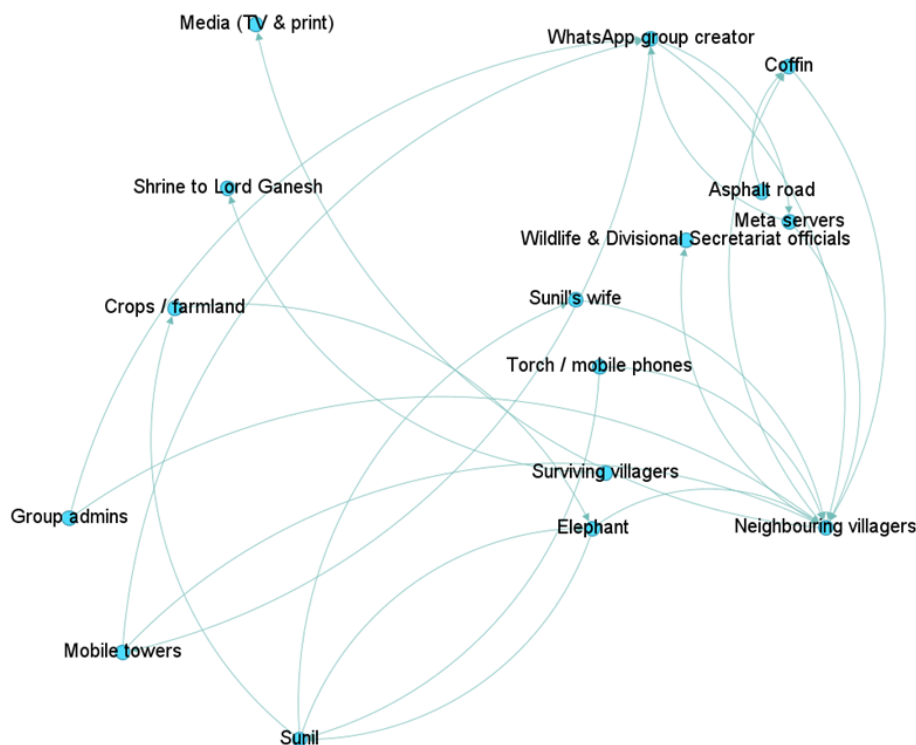 Media (TV & print)
WhatsApp group creator
Coffin
Shrine to Lord Ganesh
Asphalt road
Meta servers
Wildlife & Divisional Secretariat officials
Sunil's wife
Crops / farmland
Torch / mobile phones
Surviving villagers
Group admins
Elephant
Neighbouring villagers
Mobile towers
Sunil